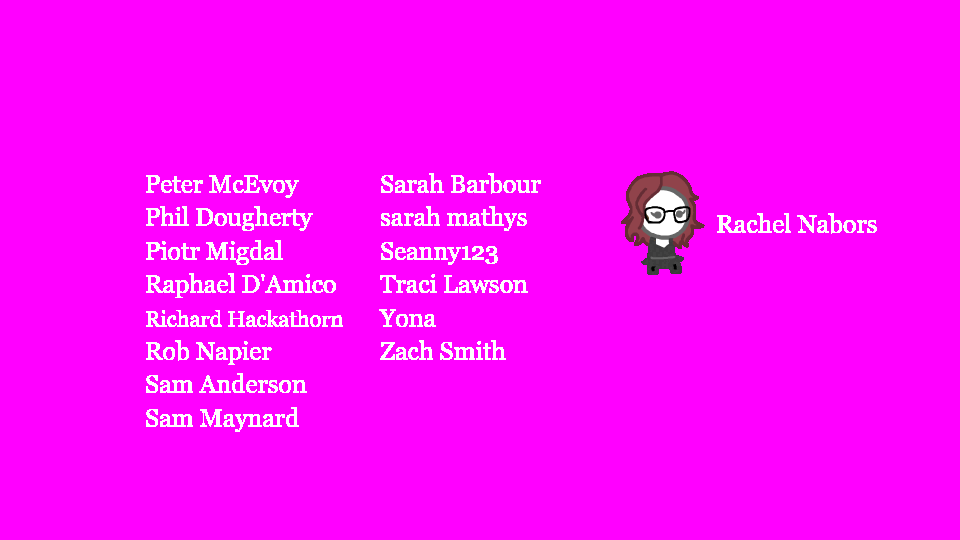 Peter McEvoy
Phil Dougherty
Piotr Migdal
Raphael D'Amico
Richard Hackathorn
Rob Napier
Sam Anderson
Sam Maynard
Sarah Barbour
sarah mathys
Seanny123
Traci Lawson
Yona
Zach Smith
Rachel Nabors